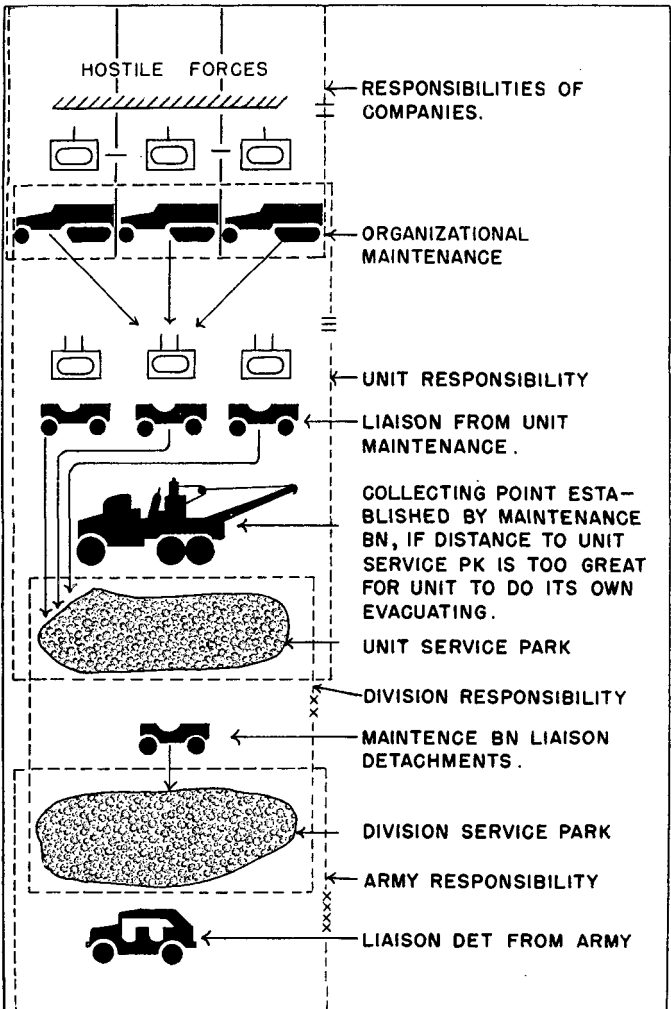 HOSTILE FORCES
RESPONSIBILITIES OF
COMPANIES.
ORGANIZATIONAL
MAINTENANCE
UNIT RESPONSIBILITY
LIAISON FROM UNIT
MAINTENANCE.
COLLECTING POINT ESTA-
BLISHED BY MAINTENANCE
BN, IF DISTANCE TO UNIT
SERVICE PK IS TOO GREAT
FOR UNIT TO DO ITS OWN
EVACUATING.
UNIT SERVICE PARK
DIVISION RESPONSIBILITY
MAINTENCE BN LIAISON
DETACHMENTS.
DIVISION SERVICE PARK
ARMY RESPONSIBILITY
LIAISON DET FROM ARMY